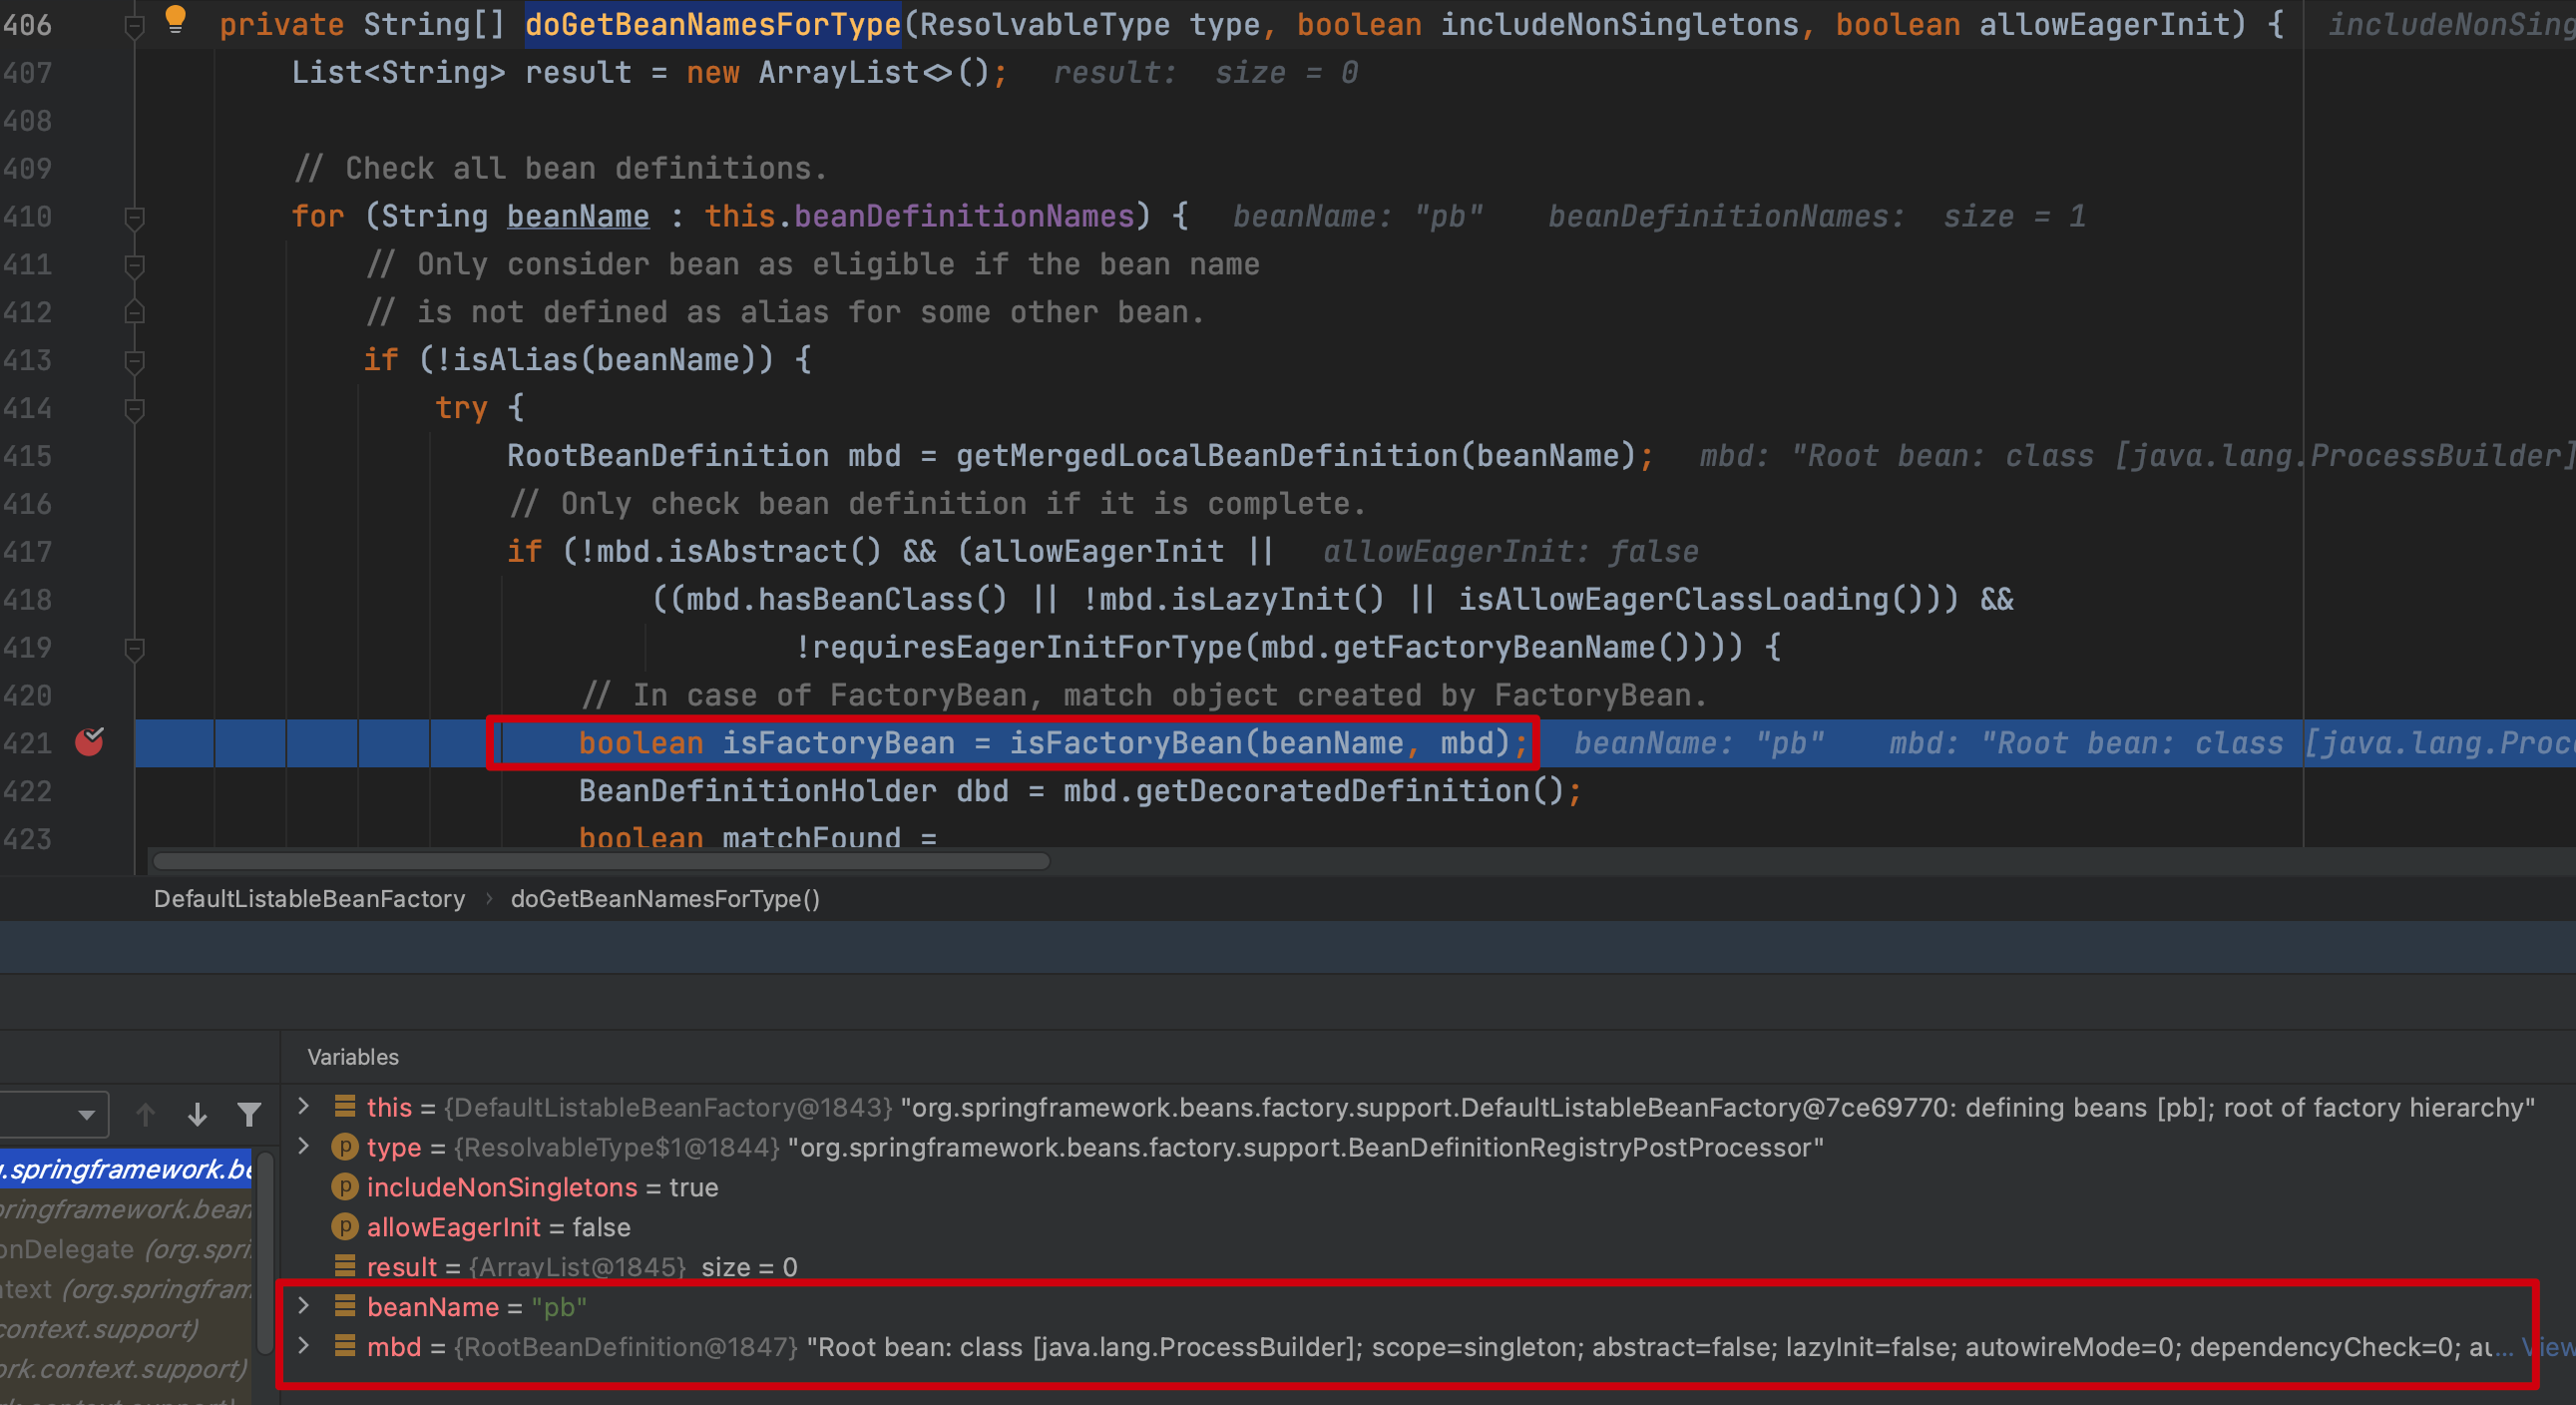 406 private String[] doGetBeanNamesForType(ResolvableType type, boolean includeNonSingletons, boolean allowEagerInit) { includeNonSing
407 List<String> result = new ArrayList<>(); result: size = 0
408
409 // Check all bean definitions.
410 for (String beanName : this.beanDefinitionNames) { beanName: "pb" beanDefinitionNames: size = 1
411 // Only consider bean as eligible if the bean name
412 // is not defined as alias for some other bean.
413 if (!isAlias(beanName)) {
414 try {
415 RootBeanDefinition mbd = getMergedLocalBeanDefinition(beanName); mbd: "Root bean: class [java.lang.ProcessBuilder]
416 // Only check bean definition if it is complete.
417 if (!mbd.isAbstract() && (allowEagerInit || allowEagerInit: false
418 ((mbd.hasBeanClass() || !mbd.isLazyInit() || isAllowEagerClassLoading())) &&
419 !requiresEagerInitForType(mbd.getFactoryBeanName()))) {
420 // In case of FactoryBean, match object created by FactoryBean.
421 boolean isFactoryBean = isFactoryBean(beanName, mbd); beanName: "pb" mbd: "Root bean: class [java.lang.Proc
422 BeanDefinitionHolder dbd = mbd.getDecoratedDefinition();
423 boolean matchFound =
DefaultListableBeanFactory › doGetBeanNamesForType()
Variables
this = {DefaultListableBeanFactory@1843} "org.springframework.beans.factory.support.DefaultListableBeanFactory@7ce69770: defining beans [pb]; root of factory hierarchy"
type = {ResolvableType$1@1844} "org.springframework.beans.factory.support.BeanDefinitionRegistryPostProcessor"
includeNonSingletons = true
allowEagerInit = false
result = {ArrayList@1845} size = 0
beanName = "pb"
mbd = {RootBeanDefinition@1847} "Root bean: class [java.lang.ProcessBuilder]; scope=singleton; abstract=false; lazyInit=false; autowireMode=0; dependencyCheck=0; au... View
.springframework.be
pringframework.bean
onDelegate (org.spri
ntext (org.springfram
context.support)
ork.context.support)